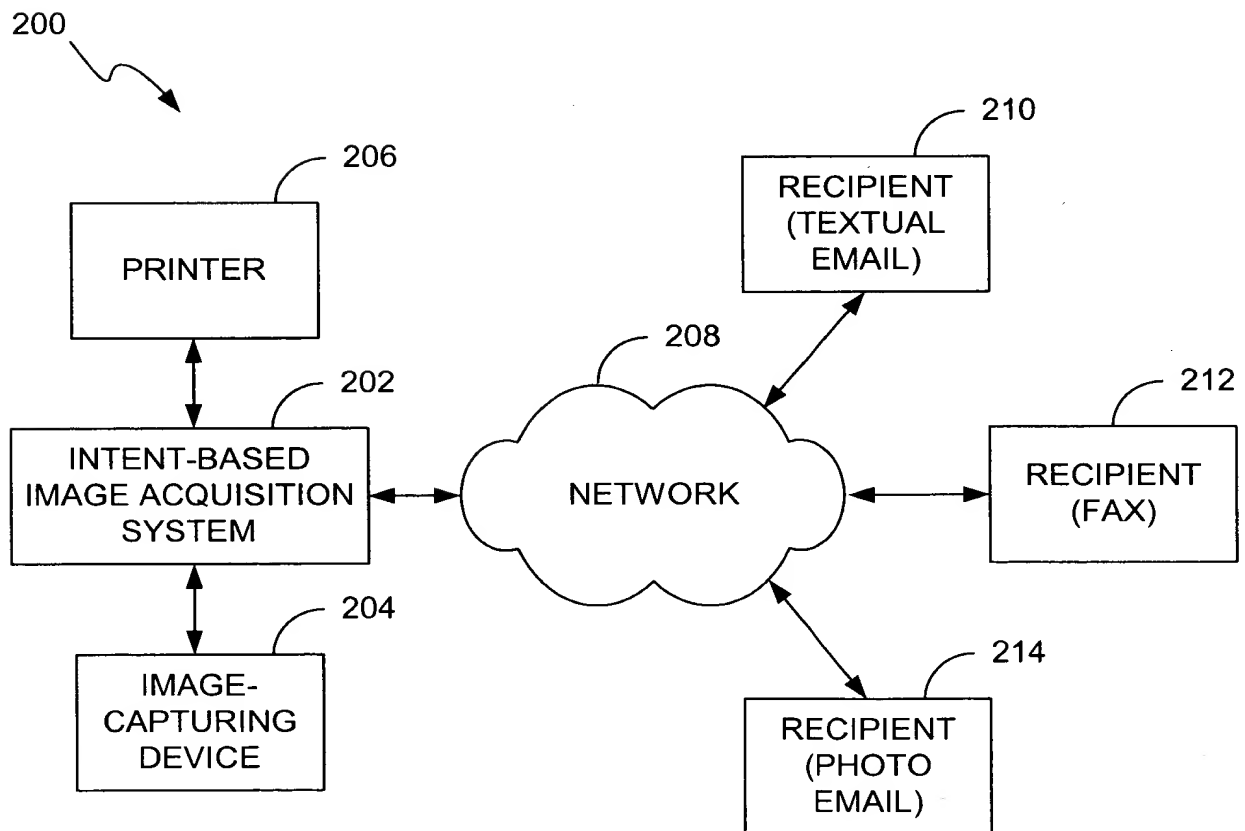 200
206
PRINTER
202
INTENT-BASED
IMAGE ACQUISITION
SYSTEM
204
IMAGE-
CAPTURING
DEVICE
208
NETWORK
210
RECIPIENT
(TEXTUAL
EMAIL)
212
RECIPIENT
(FAX)
214
RECIPIENT
(PHOTO
EMAIL)